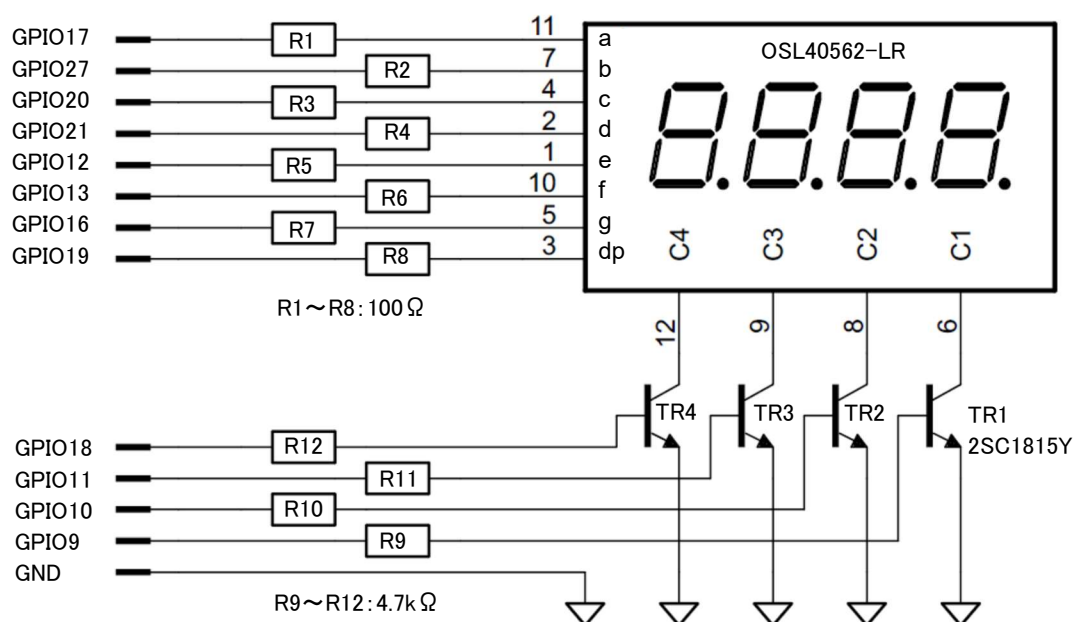 GPIO17 R1 11 a
OSL40562-LR
GPIO27 R2 7 b
GPIO20 R3 4 c
GPIO21 R4 2 d
GPIO12 R5 1 e
GPIO13 R6 10 f
GPIO16 R7 5 g
GPIO19 R8 3 dp
C4 C3 C2 C1
R1～R8:100Ω
12 9 8 6
TR4 TR3 TR2 TR1
2SC1815Y
GPIO18 R12
GPIO11 R11
GPIO10 R10
GPIO9 R9
GND
R9～R12:4.7kΩ